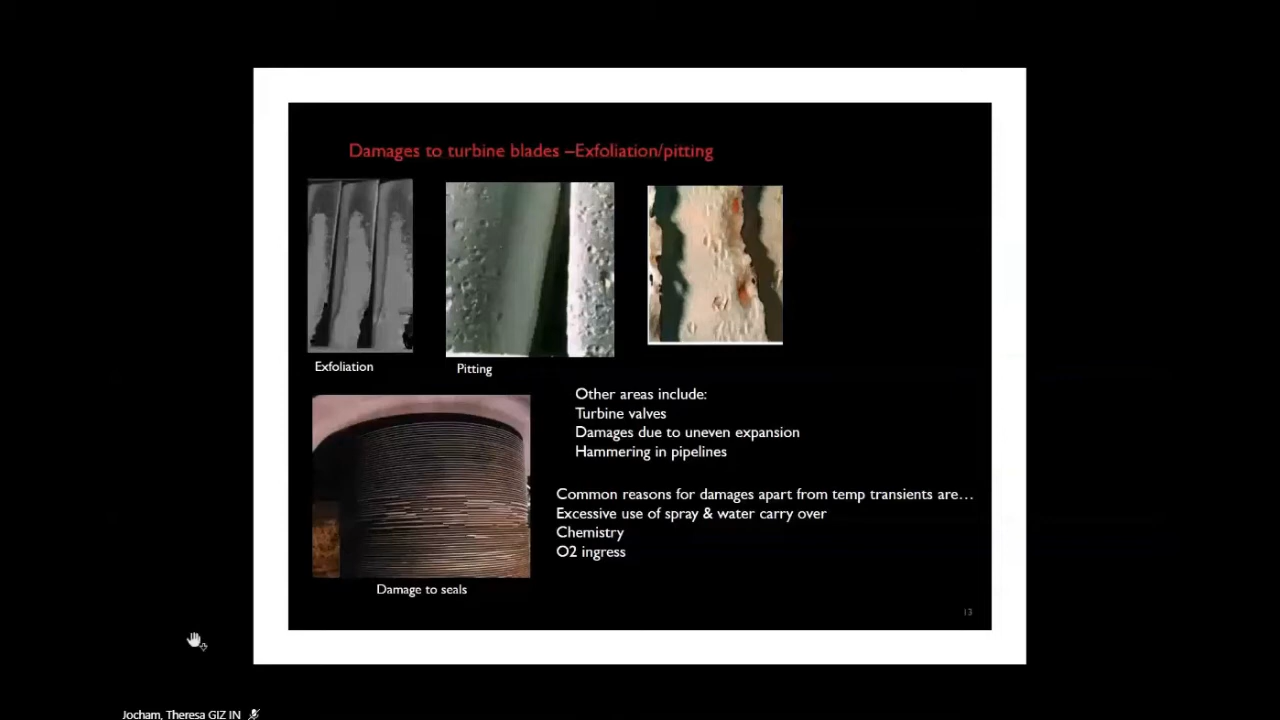 Damages to turbine blades –Exfoliation/pitting
Exfoliation
Pitting
Other areas include:
Turbine valves
Damages due to uneven expansion
Hammering in pipelines
Common reasons for damages apart from temp transients are…
Excessive use of spray & water carry over
Chemistry
O2 ingress
Damage to seals
13
Jocham, Theresa GIZ IN